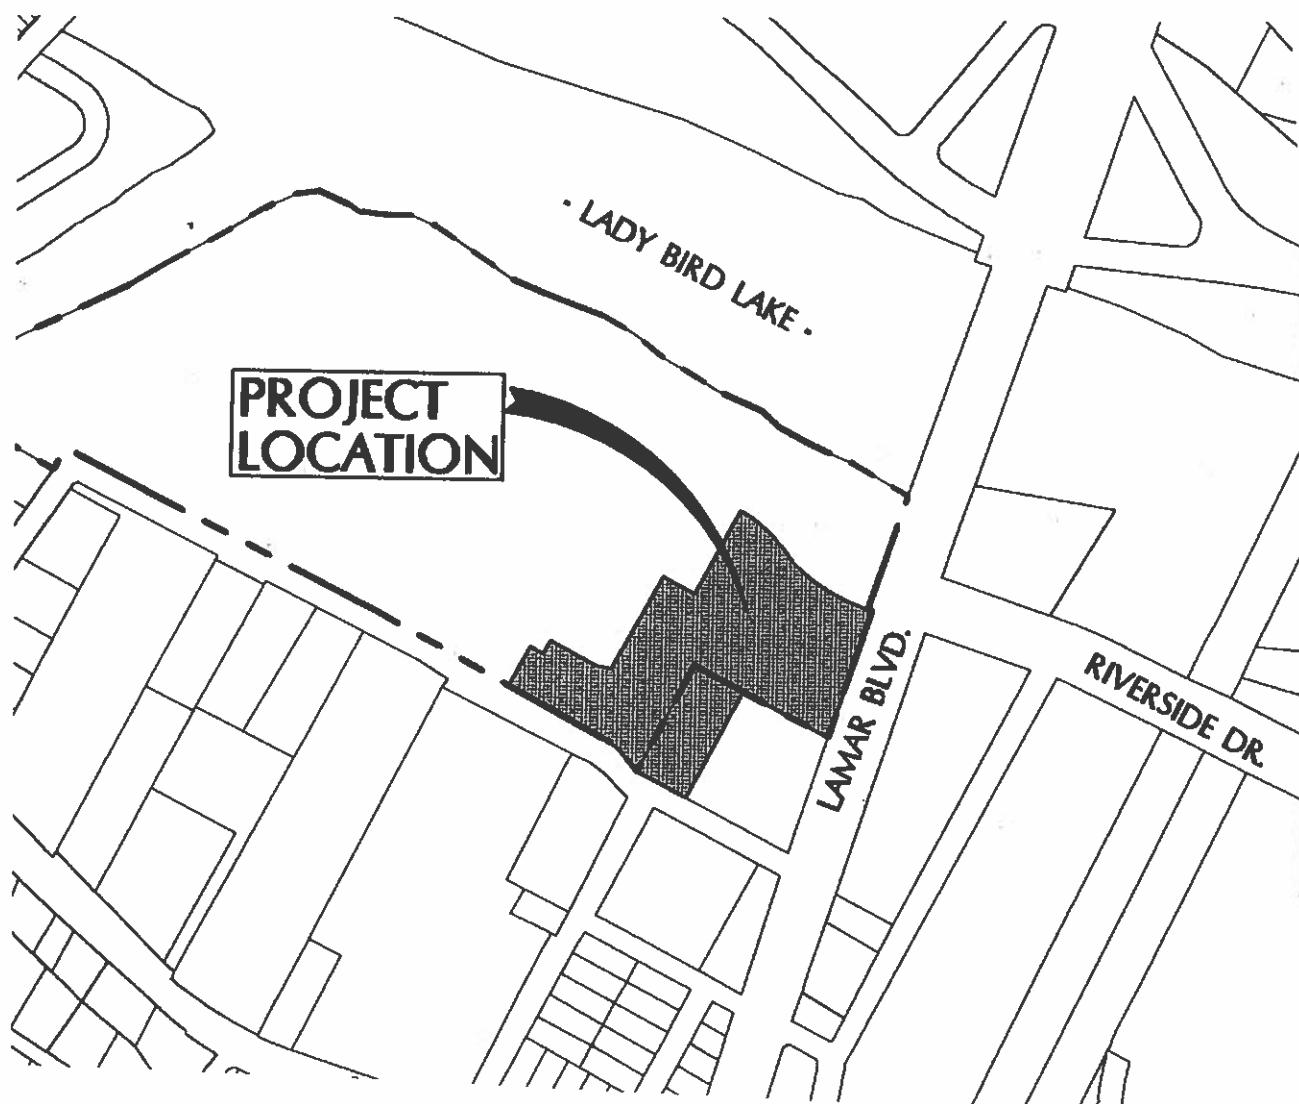 · LADY BIRD LAKE ·
PROJECT
LOCATION
LAMAR BLVD.
RIVERSIDE DR.